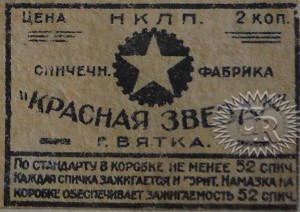 ЦЕНА НКЛП. 2 КОП.
СПИЧЕЧН. ФАБРИКА
"КРАСНАЯ ЗВЕЗДА"
Г. ВЯТКА.
ПО СТАНДАРТУ В КОРОБКЕ НЕ МЕНЕЕ 52 СПИЧ.
КАЖДАЯ СПИЧКА ЗАЖИГАЕТСЯ И ГОРИТ. НАМАЗКА НА
КОРОБКЕ ОБЕСПЕЧИВАЕТ ЗАЖИГАЕМОСТЬ 52 СПИЧ.